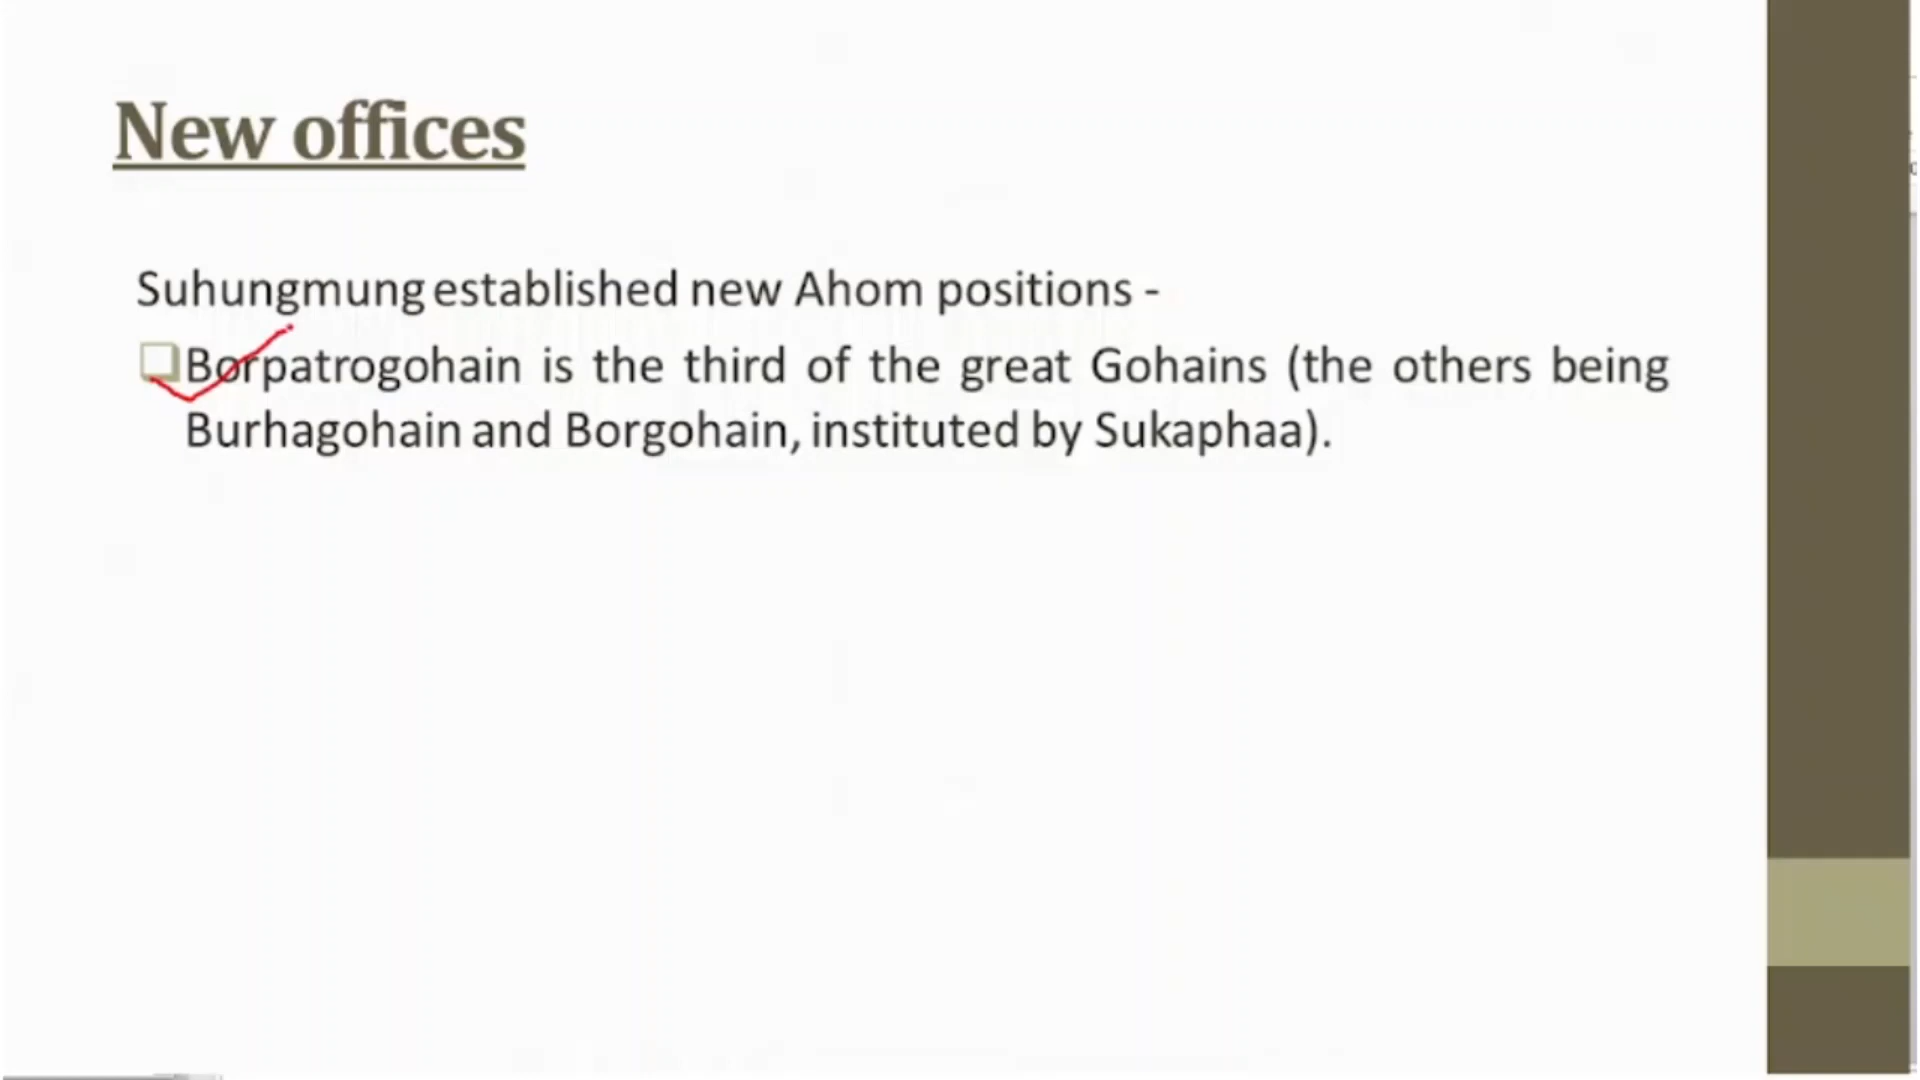 New offices
Suhungmung established new Ahom positions -
Borpatrogohain is the third of the great Gohains (the others being
Burhagohain and Borgohain, instituted by Sukaphaa).